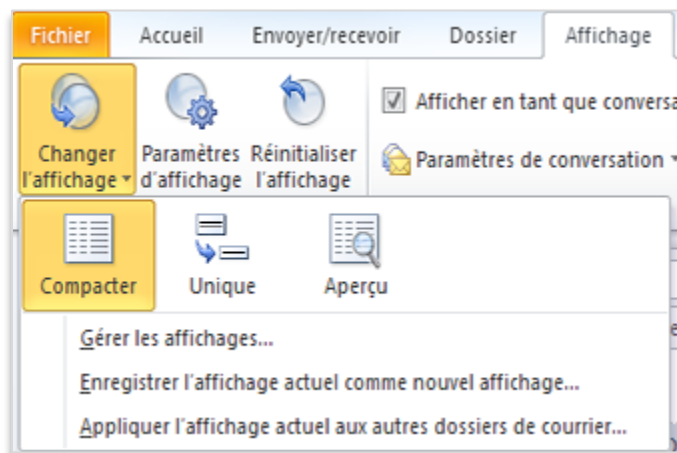 Fichier Accueil Envoyer/recevoir Dossier Affichage
Changer l'affichage
Paramètres d'affichage
Réinitialiser l'affichage
Afficher en tant que
Paramètres de conversation
Compacter Unique Aperçu
Gérer les affichages...
Enregistrer l'affichage actuel comme nouvel affichage...
Appliquer l'affichage actuel aux autres dossiers de courrier...